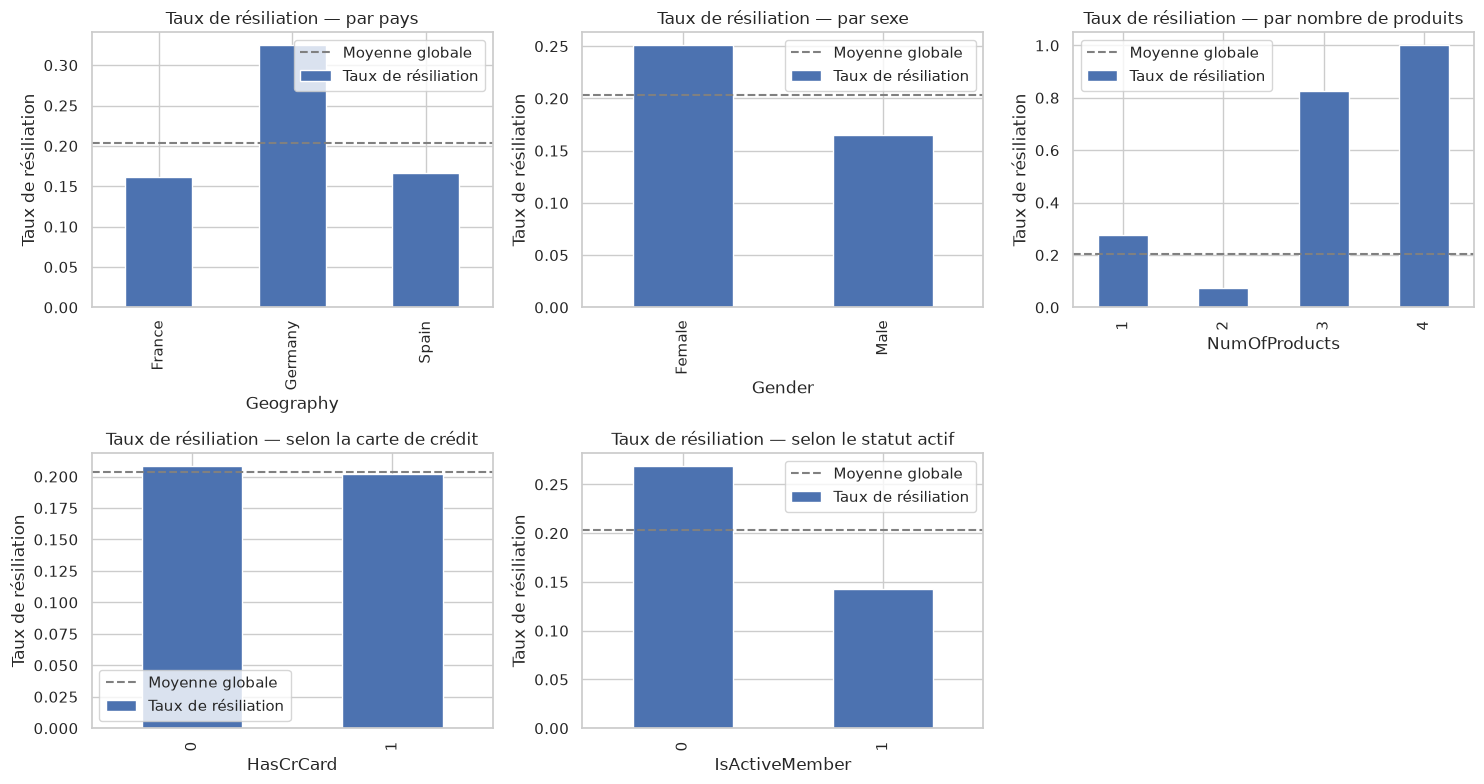 Taux de résiliation — par pays
Moyenne globale
Taux de résiliation
Taux de résiliation
0.30
0.25
0.20
0.15
0.10
0.05
0.00
France
Germany
Spain
Geography
Taux de résiliation — par sexe
Moyenne globale
Taux de résiliation
Taux de résiliation
0.25
0.20
0.15
0.10
0.05
0.00
Female
Male
Gender
Taux de résiliation — par nombre de produits
Moyenne globale
Taux de résiliation
Taux de résiliation
1.0
0.8
0.6
0.4
0.2
0.0
1
2
3
4
NumOfProducts
Taux de résiliation — selon la carte de crédit
Taux de résiliation
0.200
0.175
0.150
0.125
0.100
0.075
0.050
0.025
0.000
Moyenne globale
Taux de résiliation
0
1
HasCrCard
Taux de résiliation — selon le statut actif
Moyenne globale
Taux de résiliation
Taux de résiliation
0.25
0.20
0.15
0.10
0.05
0.00
0
1
IsActiveMember